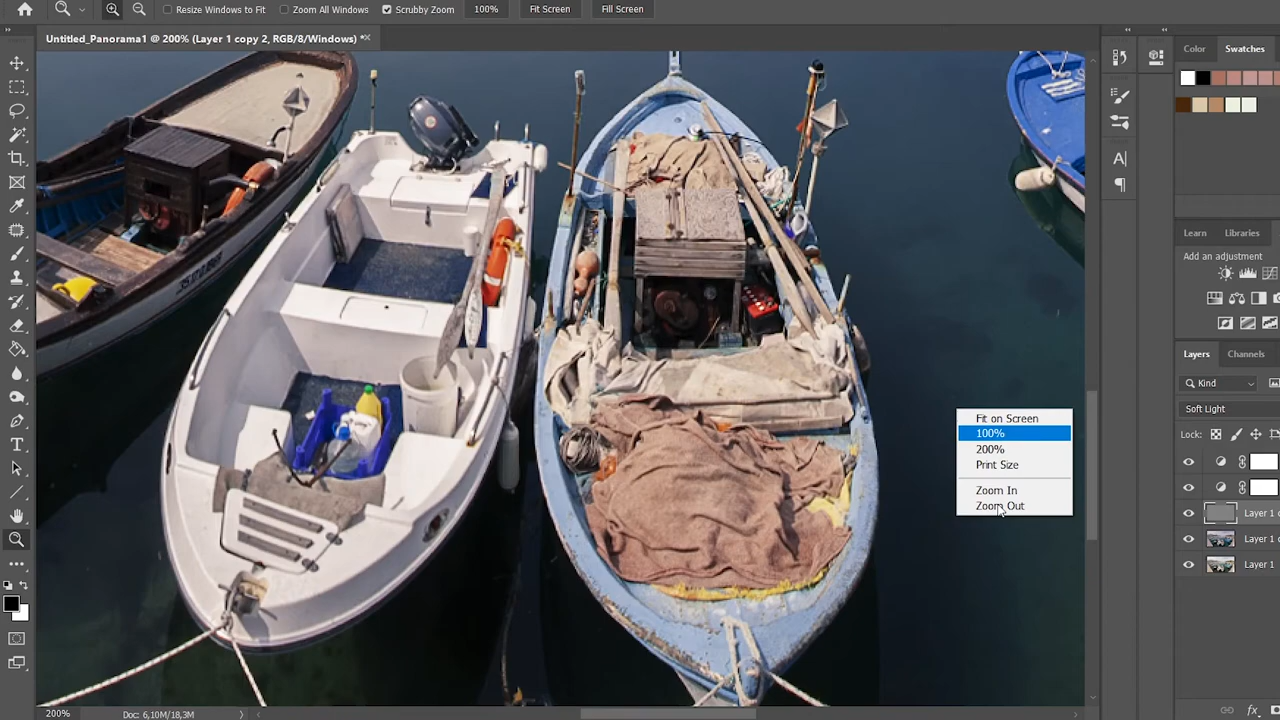 Resize Windows to Fit
Zoom All Windows
Scrubby Zoom
100%
Fit Screen
Fill Screen
Untitled_Panorama1 @ 200% (Layer 1 copy 2, RGB/8/Windows) *
Color
Swatches
Learn
Libraries
Add an adjustment
Layers
Channels
Kind
Soft Light
Lock:
Layer 1 c
Layer 1 c
Layer 1
Fit on Screen
100%
200%
Print Size
Zoom In
Zoom Out
200%
Doc: 6,10M/18,3M
fx